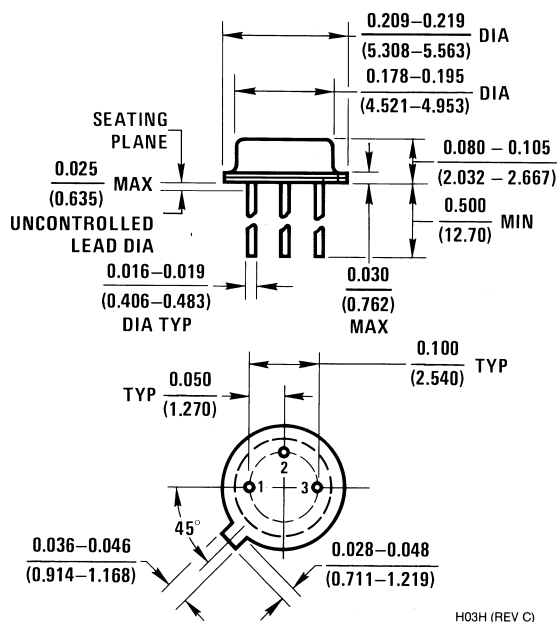 0.209–0.219
(5.308–5.563) DIA
0.178–0.195
(4.521–4.953) DIA
SEATING
PLANE
0.025
(0.635) MAX
UNCONTROLLED
LEAD DIA
0.080 – 0.105
(2.032 – 2.667)
0.500
(12.70) MIN
0.016–0.019
(0.406–0.483)
DIA TYP
0.030
(0.762)
MAX
0.100
(2.540) TYP
TYP 0.050
(1.270)
2
1 3
45°
0.036–0.046
(0.914–1.168)
0.028–0.048
(0.711–1.219)
H03H (REV C)